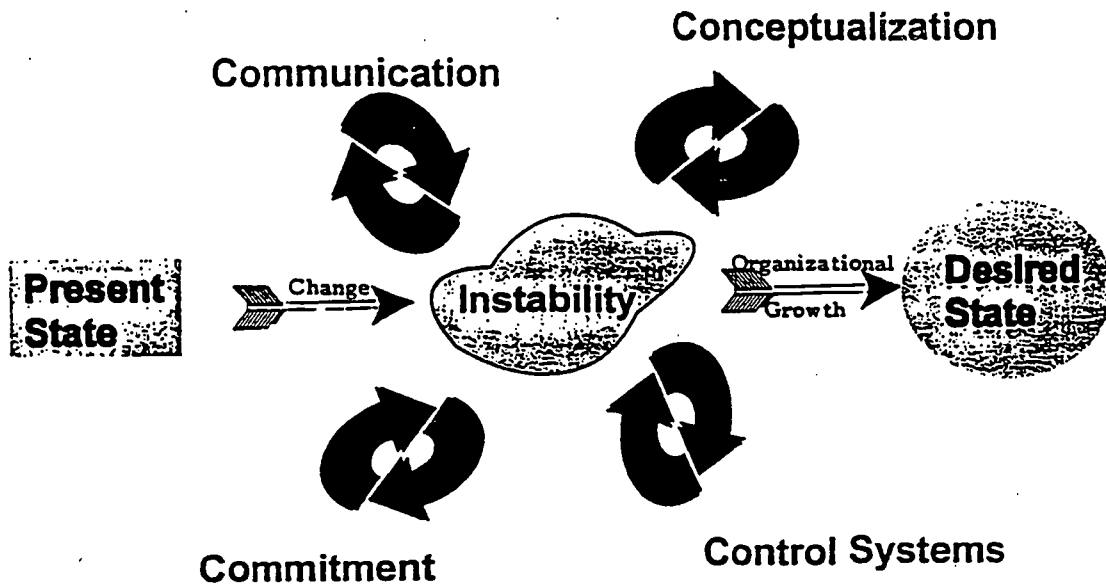 Conceptualization
Communication
Present
State
Change
Instability
Organizational
Growth
Desired
State
Commitment
Control Systems